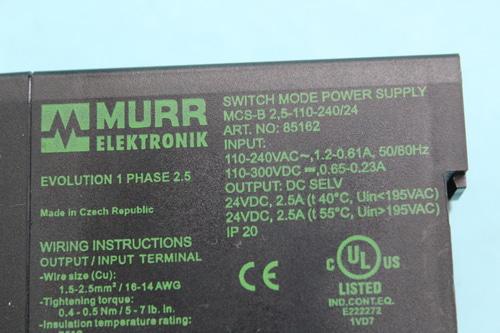 MURR
ELEKTRONIK
EVOLUTION 1 PHASE 2.5
Made in Czech Republic
SWITCH MODE POWER SUPPLY
MCS-B 2,5-110-240/24
ART. NO: 85162
INPUT:
110-240VAC~, 1.2-0.61A, 50/60Hz
110-300VDC ⎓, 0.65-0.23A
OUTPUT: DC SELV
24VDC, 2.5A (t 40°C, Uin<195VAC)
24VDC, 2.5A (t 55°C, Uin>195VAC)
IP 20
WIRING INSTRUCTIONS
OUTPUT / INPUT TERMINAL
-Wire size (Cu):
1.5-2.5mm² / 16-14 AWG
-Tightening torque:
0.4 - 0.5 Nm / 5 - 7 lb. in.
-Insulation temperature rating:
C UL US
LISTED
IND.CONT.EQ.
E222272
1VD7